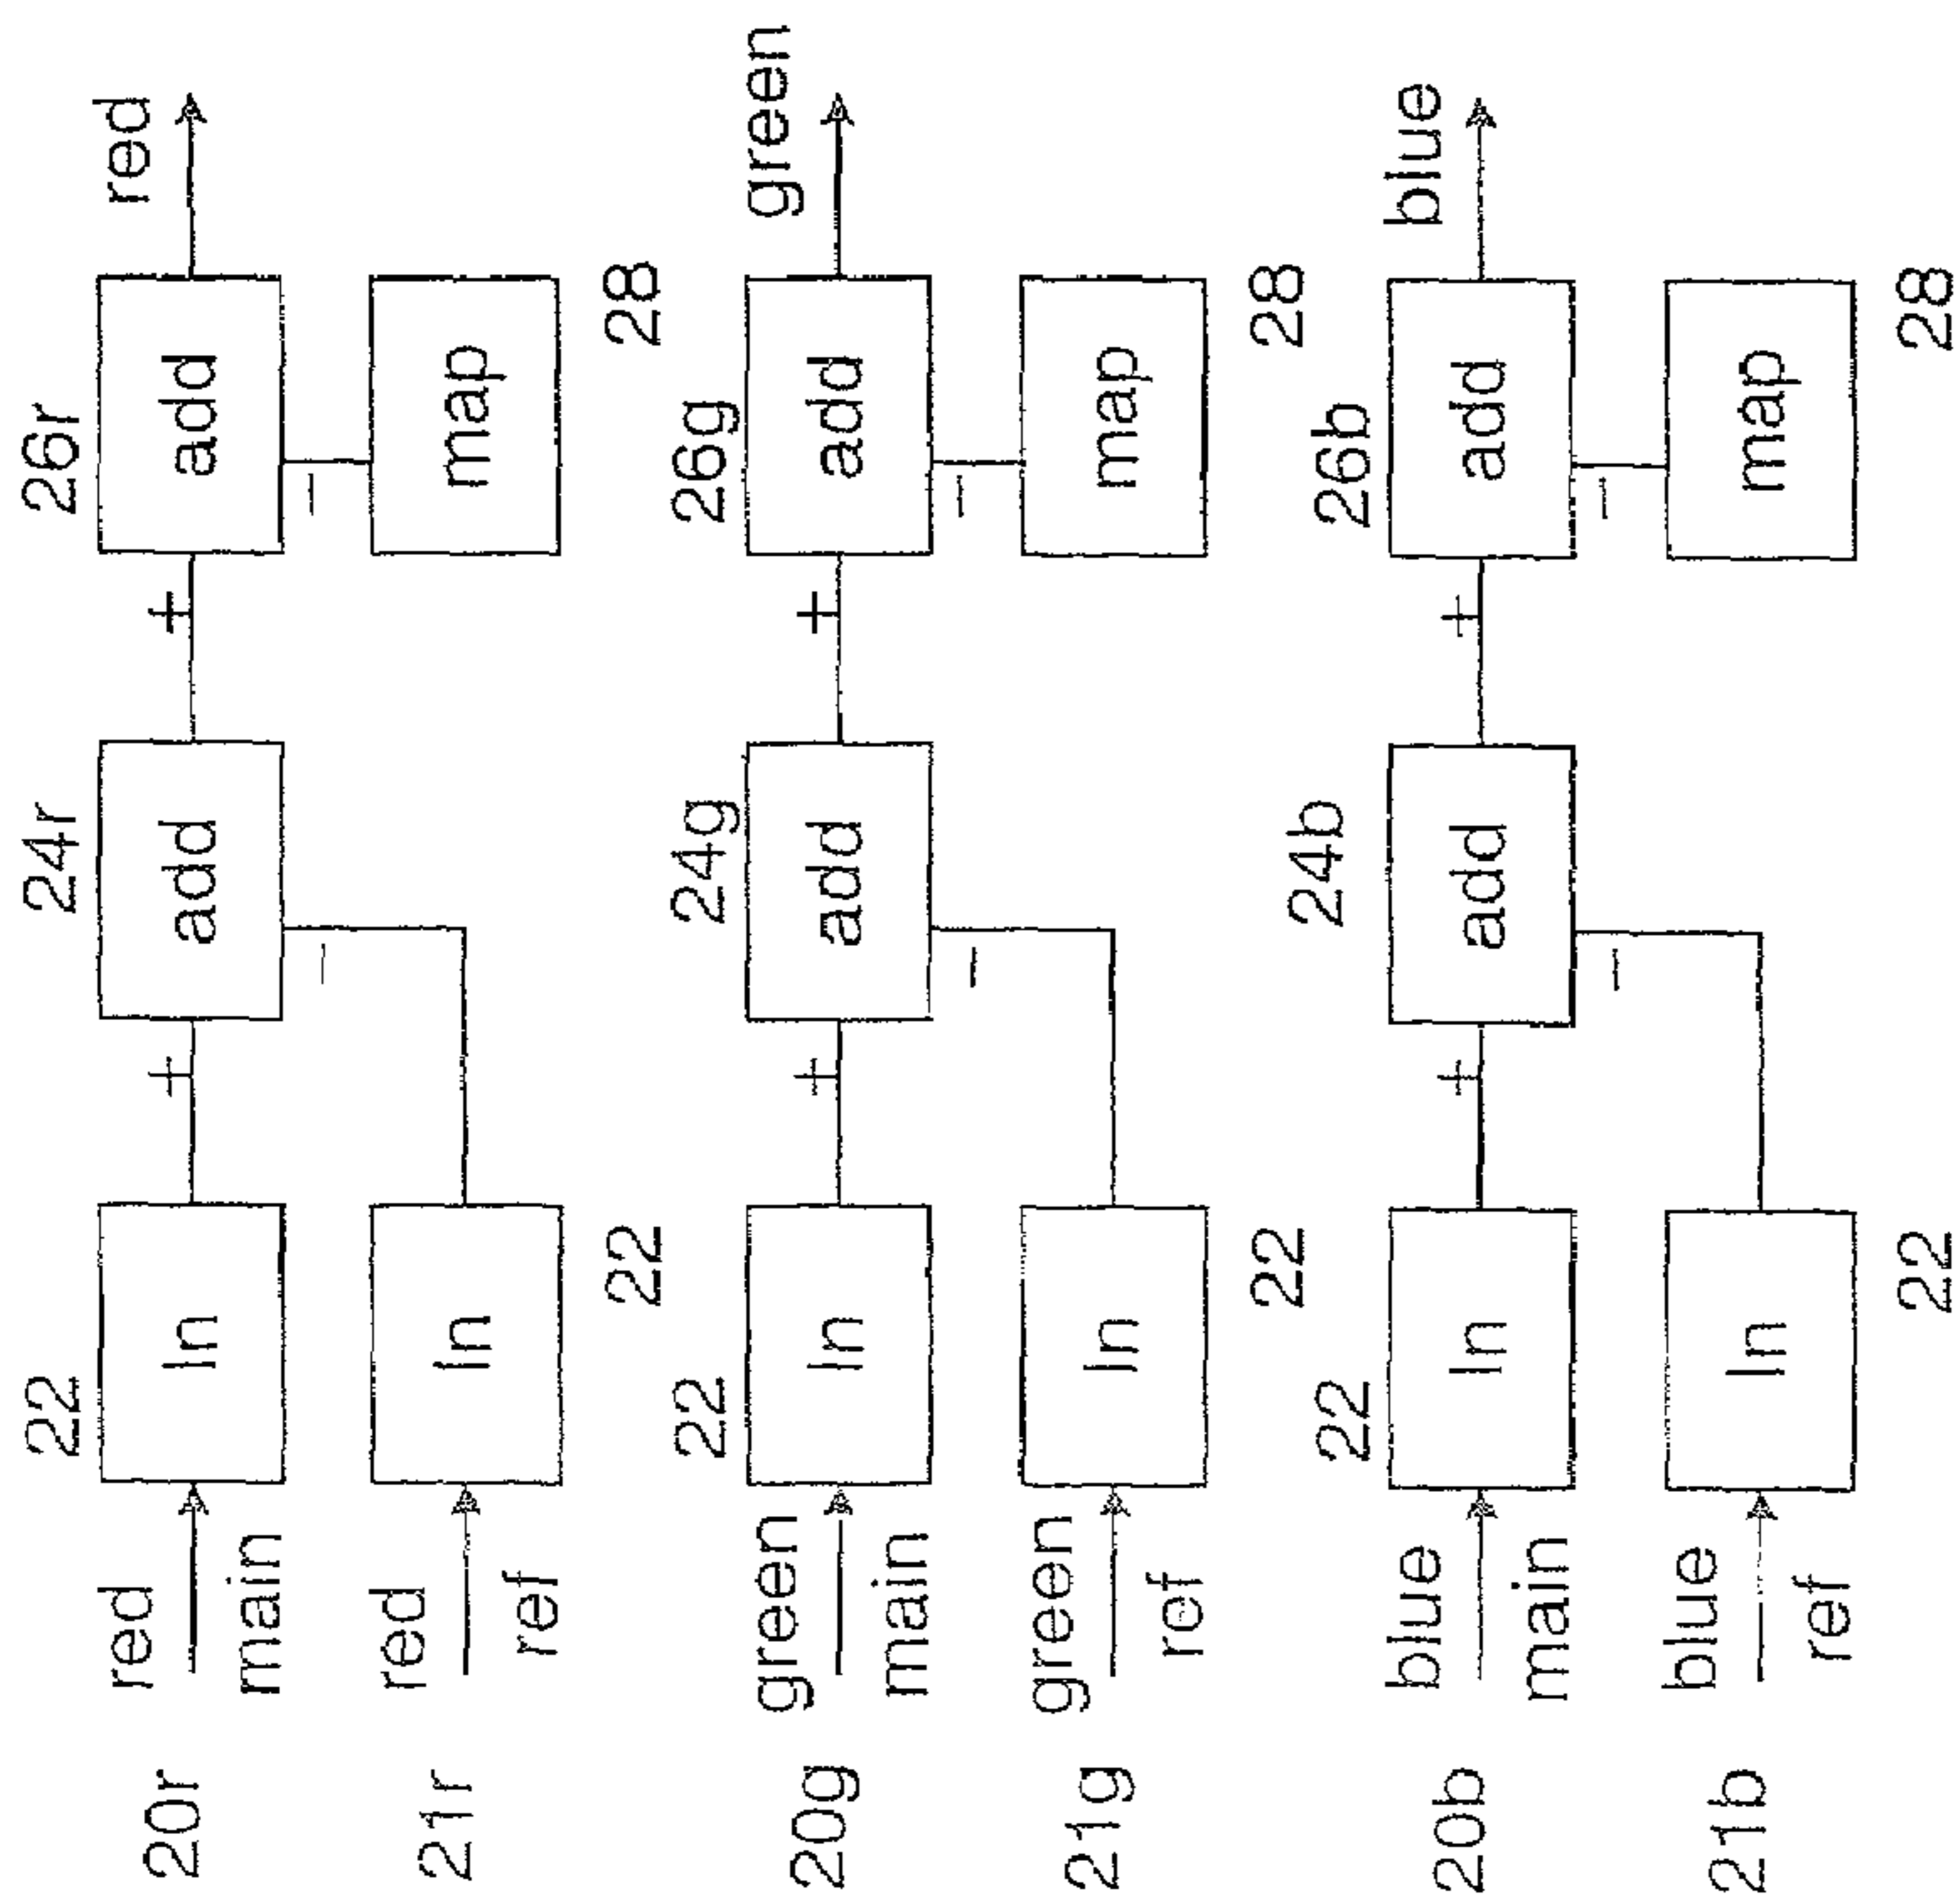 26r
red
24r
add
+
add
−
22
ln
+
−
map
20r
red
main
28
21r
red
ref
ln
22
26g
green
24g
add
+
add
−
22
ln
+
−
map
20g
green
main
28
21g
green
ref
ln
22
26b
blue
24b
add
+
add
−
22
ln
+
−
map
20b
blue
main
28
21b
blue
ref
ln
22